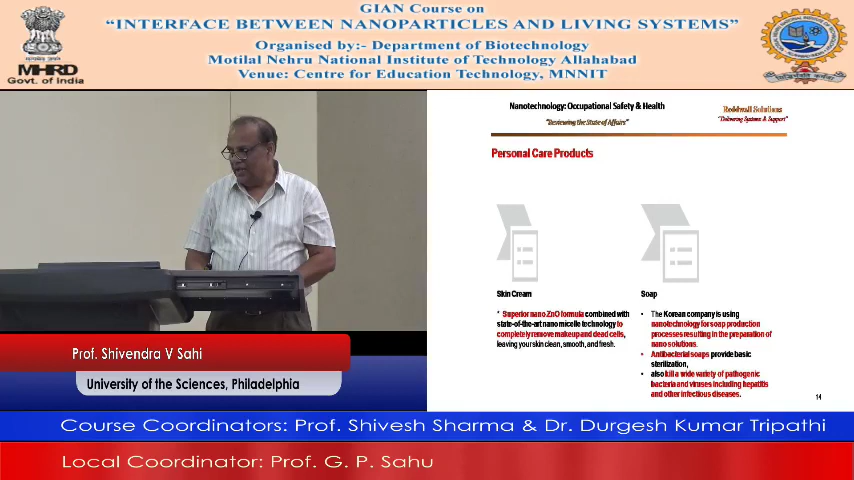 GIAN Course on
“INTERFACE BETWEEN NANOPARTICLES AND LIVING SYSTEMS”
Organised by:- Department of Biotechnology
Motilal Nehru National Institute of Technology Allahabad
Venue: Centre for Education Technology, MNNIT
MHRD
Govt. of India
Nanotechnology: Occupational Safety & Health
"Reviewing the State of Affairs"
Reddwall Solutions
"Delivering Systems & Support"
Personal Care Products
Skin Cream
* Superior nano ZnO formula combined with
state-of-the-art nano micelle technology to
completely remove makeup and dead cells,
leaving your skin clean, smooth, and fresh.
Soap
• The Korean company is using
nanotechnology for soap production
processes resulting in the preparation of
nano solutions.
• Antibacterial soaps provide basic
sterilization,
• also kill a wide variety of pathogenic
bacteria and viruses including hepatitis
and other infectious diseases.
14
Prof. Shivendra V Sahi
University of the Sciences, Philadelphia
Course Coordinators: Prof. Shivesh Sharma & Dr. Durgesh Kumar Tripathi
Local Coordinator: Prof. G. P. Sahu